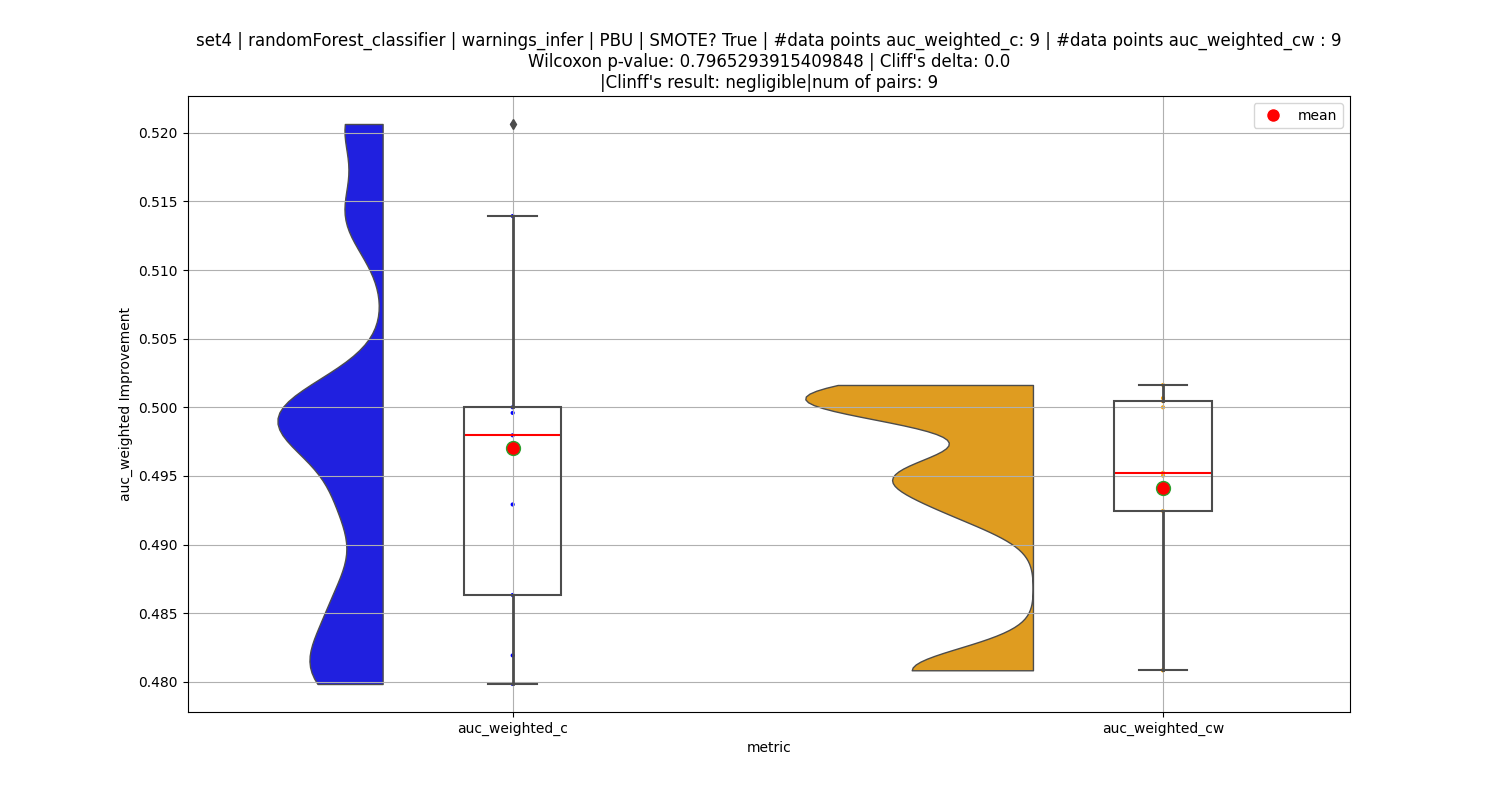 set4 | randomForest_classifier | warnings_infer | PBU | SMOTE? True | #data points auc_weighted_c: 9 | #data points auc_weighted_cw : 9
Wilcoxon p-value: 0.7965293915409848 | Cliff's delta: 0.0
|Clinff's result: negligible|num of pairs: 9
mean
0.520
0.515
0.510
0.505
0.500
0.495
0.490
0.485
0.480
auc_weighted Improvement
auc_weighted_c
auc_weighted_cw
metric